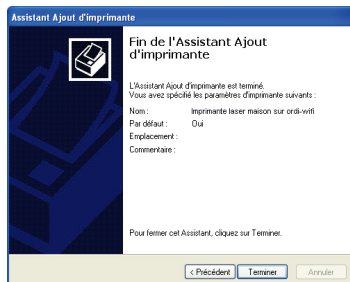 Assistant Ajout d'imprimante
Fin de l'Assistant Ajout
d'imprimante
L'Assistant Ajout d'imprimante est terminé.
Vous avez spécifié les paramètres d'imprimante suivants :
Nom : Imprimante laser maison sur ordi-wifi
Par défaut : Oui
Emplacement :
Commentaire :
Pour fermer cet Assistant, cliquez sur Terminer.
< Précédent Terminer Annuler